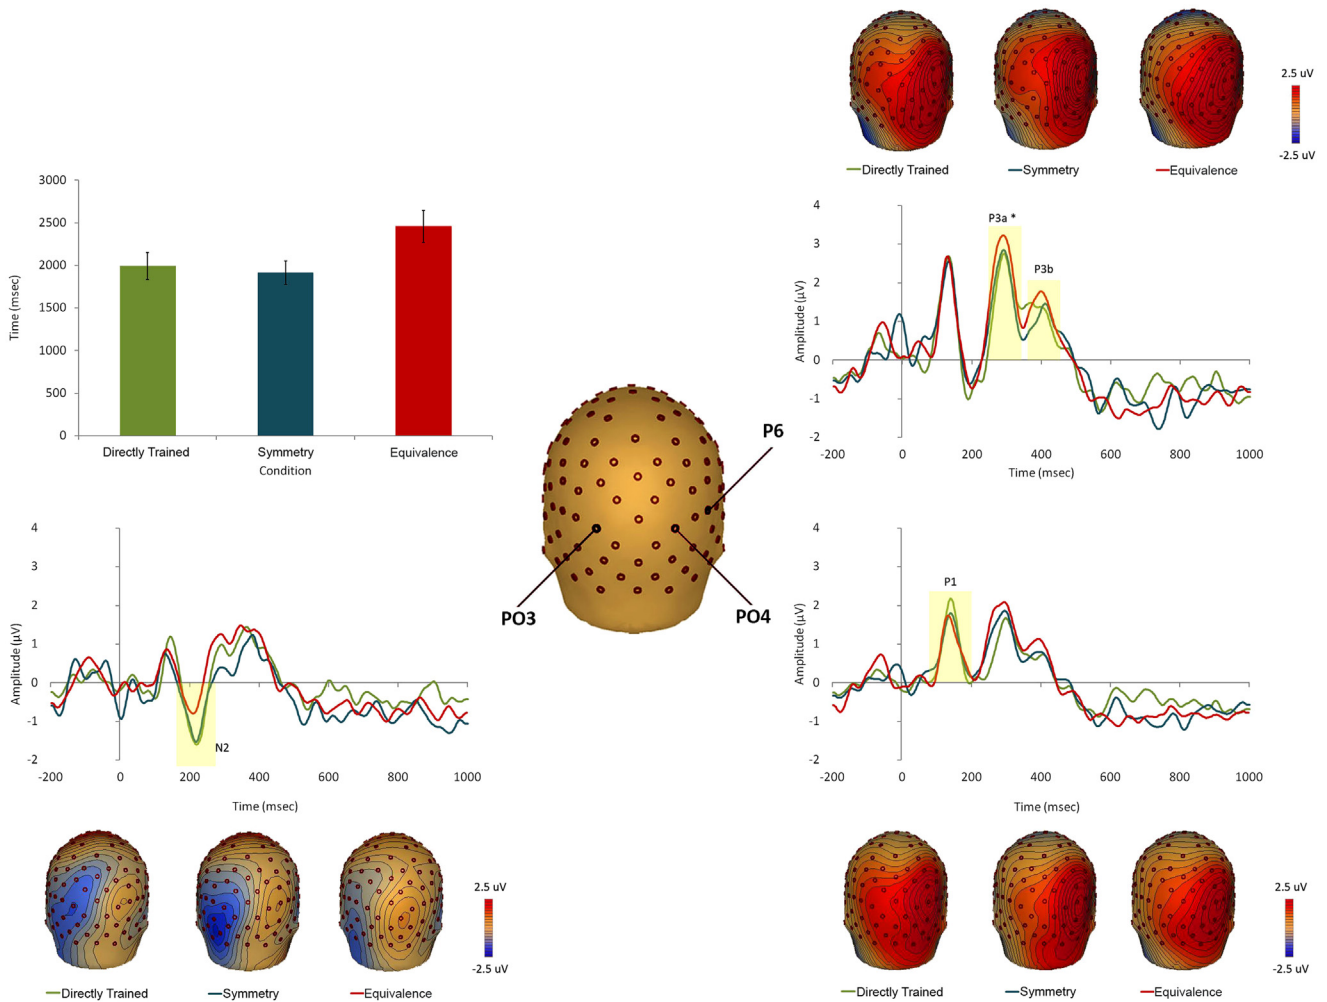 2.5 uV
-2.5 uV
Directly Trained
Symmetry
Equivalence
3000
2500
2000
1500
1000
500
0
Time (msec)
Directly Trained
Symmetry
Equivalence
Condition
4
3
2
1
0
-1
-2
Amplitude (µV)
P3a *
P3b
-200
0
200
400
600
800
1000
Time (msec)
P6
PO3
PO4
4
3
2
1
0
-1
-2
Amplitude (µV)
N2
-200
0
200
400
600
800
1000
Time (msec)
4
3
2
1
0
-1
-2
Amplitude (µV)
P1
-200
0
200
400
600
800
1000
Time (msec)
2.5 uV
-2.5 uV
Directly Trained
Symmetry
Equivalence
2.5 uV
-2.5 uV
Directly Trained
Symmetry
Equivalence